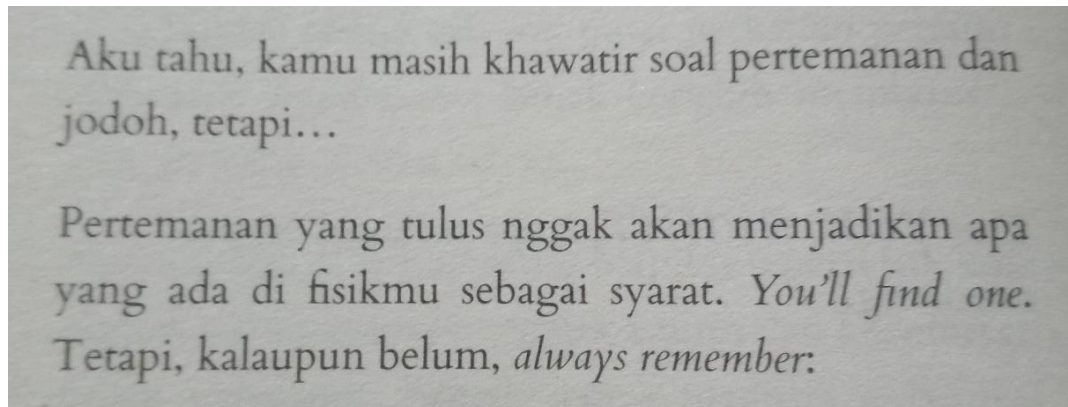 Aku tahu, kamu masih khawatir soal pertemanan dan
jodoh, tetapi...
Pertemanan yang tulus nggak akan menjadikan apa
yang ada di fisikmu sebagai syarat. You'll find one.
Tetapi, kalaupun belum, always remember: